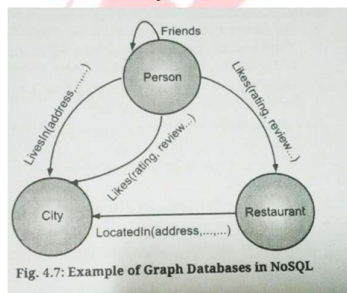 Friends
Person
LivesIn(address,...,...)
Likes(rating, review...)
Likes(rating, review...)
City
Restaurant
LocatedIn(address,...,...)
Fig. 4.7: Example of Graph Databases in NoSQL